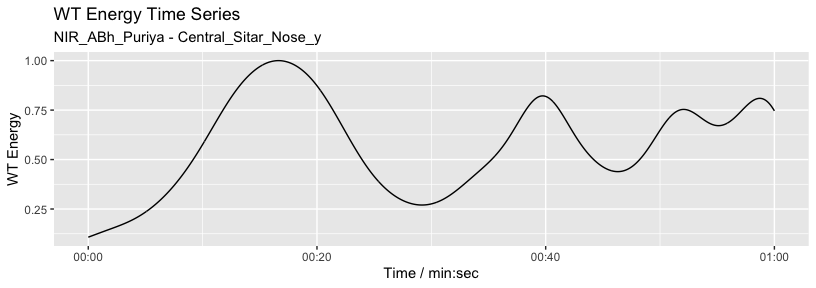 WT Energy Time Series
NIR_ABh_Puriya - Central_Sitar_Nose_y
WT Energy
1.00
0.75
0.50
0.25
00:00
00:20
00:40
01:00
Time / min:sec